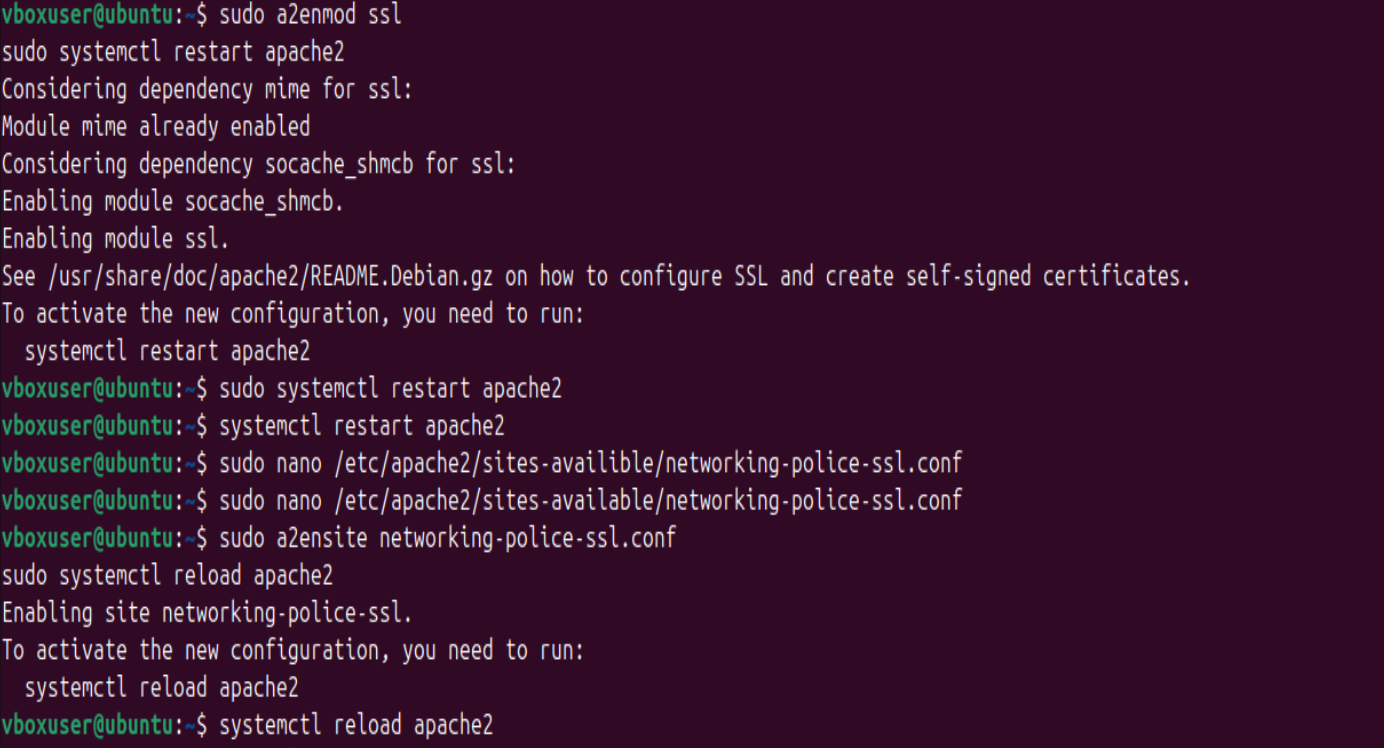 vboxuser@ubuntu:~$ sudo a2enmod ssl
sudo systemctl restart apache2
Considering dependency mime for ssl:
Module mime already enabled
Considering dependency socache_shmcb for ssl:
Enabling module socache_shmcb.
Enabling module ssl.
See /usr/share/doc/apache2/README.Debian.gz on how to configure SSL and create self-signed certificates.
To activate the new configuration, you need to run:
  systemctl restart apache2
vboxuser@ubuntu:~$ sudo systemctl restart apache2
vboxuser@ubuntu:~$ systemctl restart apache2
vboxuser@ubuntu:~$ sudo nano /etc/apache2/sites-availible/networking-police-ssl.conf
vboxuser@ubuntu:~$ sudo nano /etc/apache2/sites-available/networking-police-ssl.conf
vboxuser@ubuntu:~$ sudo a2ensite networking-police-ssl.conf
sudo systemctl reload apache2
Enabling site networking-police-ssl.
To activate the new configuration, you need to run:
  systemctl reload apache2
vboxuser@ubuntu:~$ systemctl reload apache2